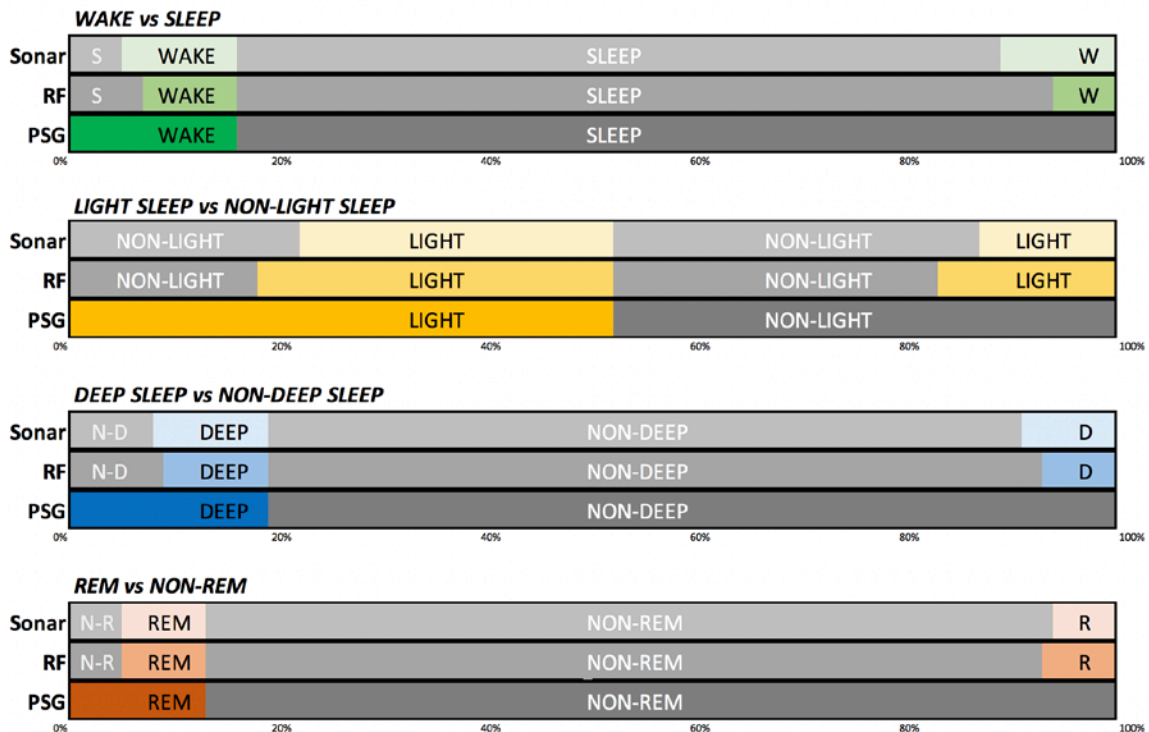 WAKE vs SLEEP
Sonar S WAKE SLEEP W
RF S WAKE SLEEP W
PSG WAKE SLEEP
0% 20% 40% 60% 80% 100%
LIGHT SLEEP vs NON-LIGHT SLEEP
Sonar NON-LIGHT LIGHT NON-LIGHT LIGHT
RF NON-LIGHT LIGHT NON-LIGHT LIGHT
PSG LIGHT NON-LIGHT
0% 20% 40% 60% 80% 100%
DEEP SLEEP vs NON-DEEP SLEEP
Sonar N-D DEEP NON-DEEP D
RF N-D DEEP NON-DEEP D
PSG DEEP NON-DEEP
0% 20% 40% 60% 80% 100%
REM vs NON-REM
Sonar N-R REM NON-REM R
RF N-R REM NON-REM R
PSG REM NON-REM
0% 20% 40% 60% 80% 100%